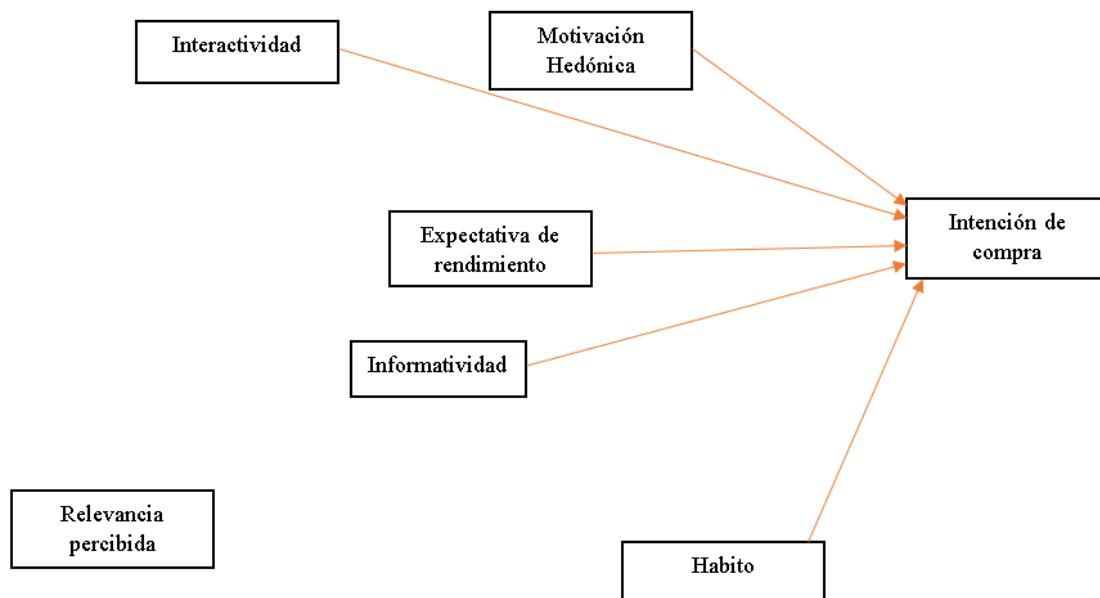 Interactividad
Motivación
Hedónica
Intención de
compra
Expectativa de
rendimiento
Informatividad
Relevancia
percibida
Habito